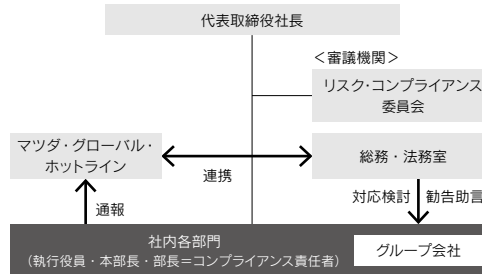 代表取締役社長
＜審議機関＞
リスク・コンプライアンス
委員会
マツダ・グローバル・
ホットライン
連携
総務・法務室
通報
対応検討
勧告助言
社内各部門
（執行役員・本部長・部長＝コンプライアンス責任者）
グループ会社